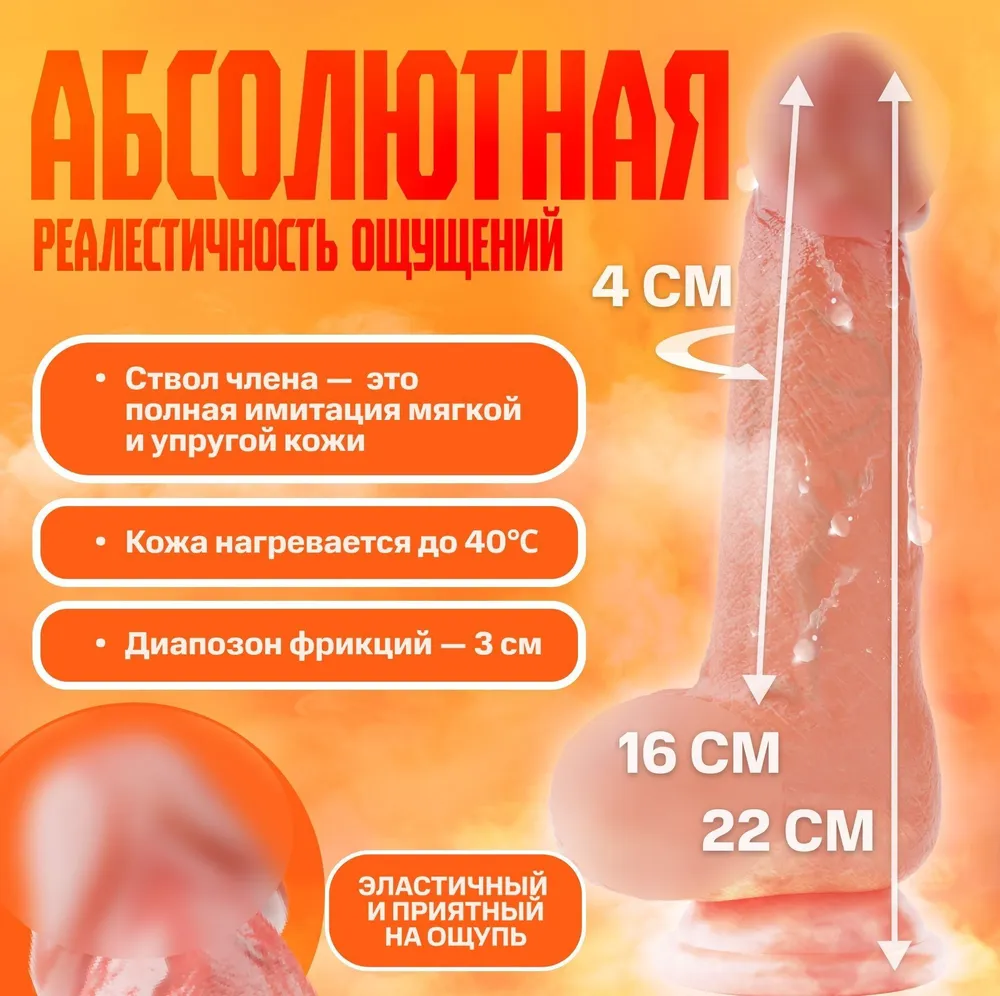 АБСОЛЮТНАЯ
РЕАЛЕСТИЧНОСТЬ ОЩУЩЕНИЙ
4 СМ
• Ствол члена — это
полная имитация мягкой
и упругой кожи
• Кожа нагревается до 40°С
• Диапозон фрикций — 3 см
16 СМ
22 СМ
ЭЛАСТИЧНЫЙ
И ПРИЯТНЫЙ
НА ОЩУПЬ